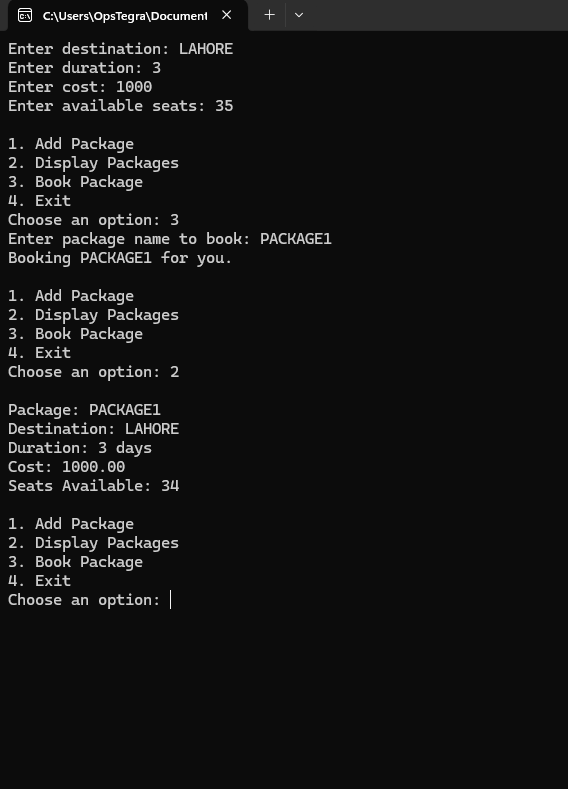 C:\Users\OpsTegra\Document
Enter destination: LAHORE
Enter duration: 3
Enter cost: 1000
Enter available seats: 35
1. Add Package
2. Display Packages
3. Book Package
4. Exit
Choose an option: 3
Enter package name to book: PACKAGE1
Booking PACKAGE1 for you.
1. Add Package
2. Display Packages
3. Book Package
4. Exit
Choose an option: 2
Package: PACKAGE1
Destination: LAHORE
Duration: 3 days
Cost: 1000.00
Seats Available: 34
1. Add Package
2. Display Packages
3. Book Package
4. Exit
Choose an option: